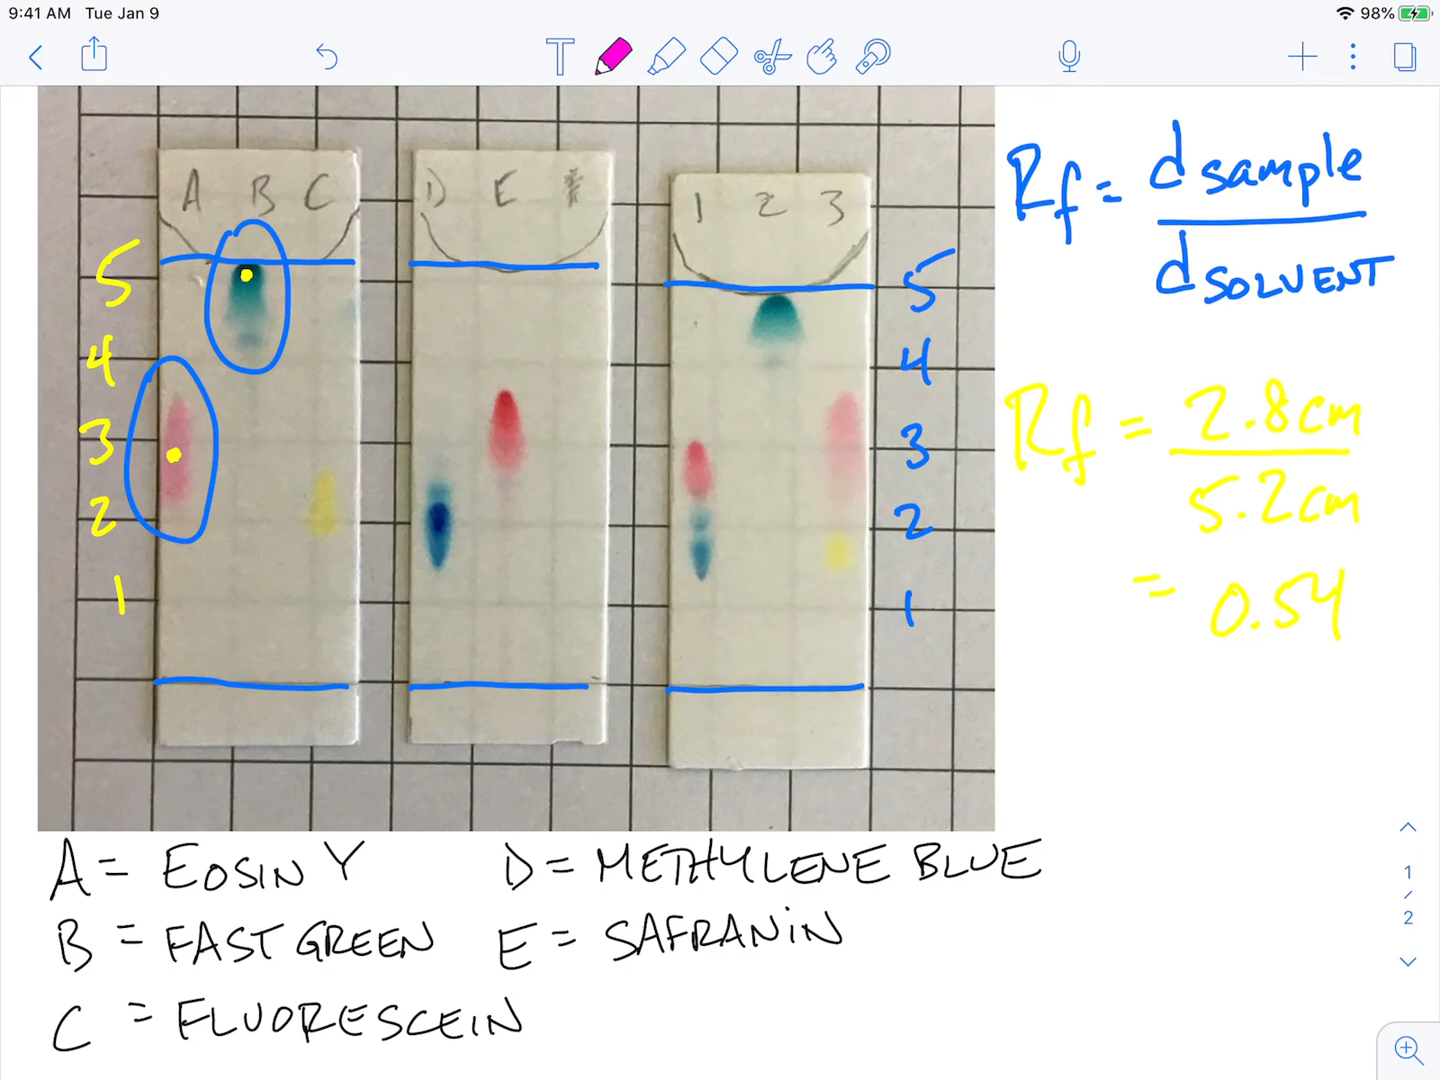 9:41 AM Tue Jan 9
98%
T
A B C
D E
1 2 3
5
4
3
2
1
5
4
3
2
1
Rf = d sample
d SOLVENT
Rf = 2.8cm
5.2cm
= 0.54
A = EOSIN Y
B = FAST GREEN
C = FLUORESCEIN
D = METHYLENE BLUE
E = SAFRANIN
1
/
2